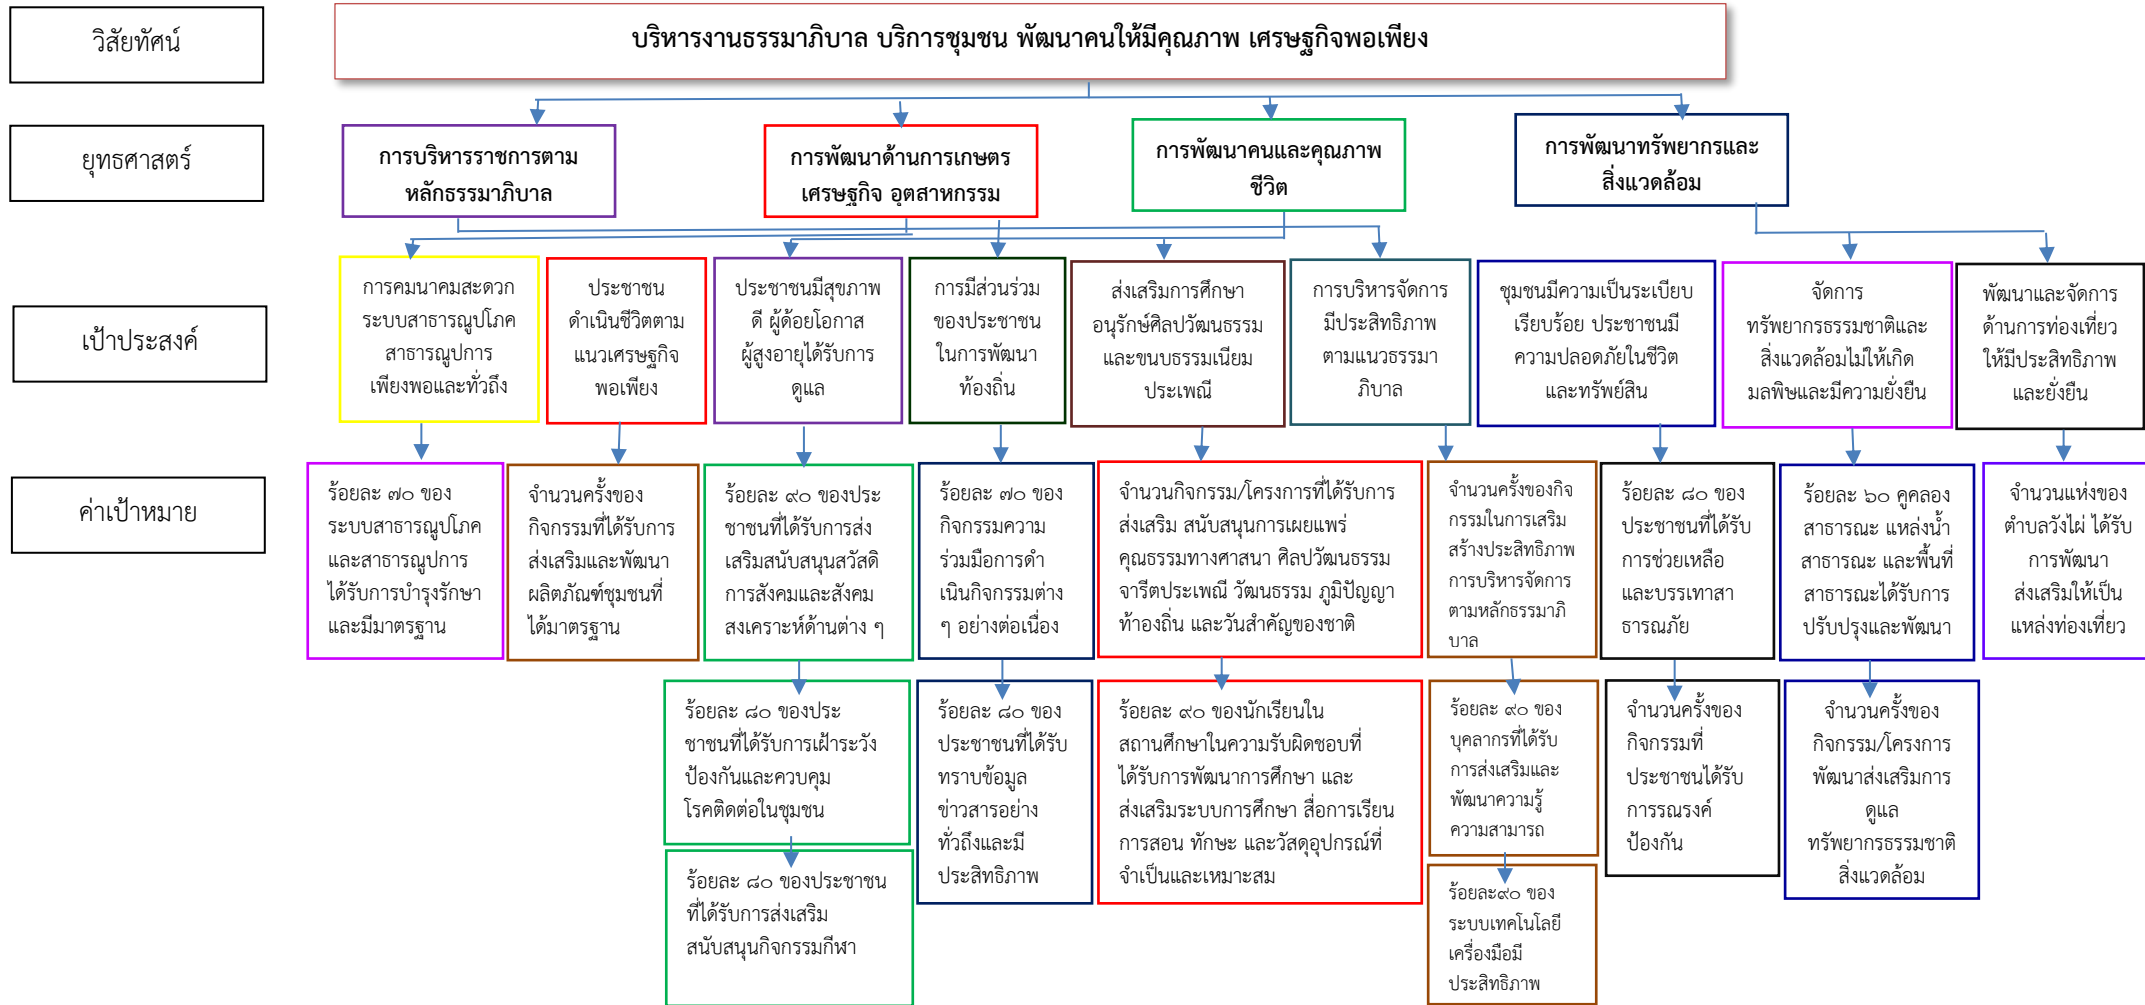 วิสัยทัศน์
บริหารงานธรรมาภิบาล บริการชุมชน พัฒนาคนให้มีคุณภาพ เศรษฐกิจพอเพียง
ยุทธศาสตร์
การบริหารราชการตาม
หลักธรรมาภิบาล
การพัฒนาด้านการเกษตร
เศรษฐกิจ อุตสาหกรรม
การพัฒนาคนและคุณภาพ
ชีวิต
การพัฒนาทรัพยากรและ
สิ่งแวดล้อม
เป้าประสงค์
การคมนาคมสะดวก
ระบบสาธารณูปโภค
สาธารณูปการ
เพียงพอและทั่วถึง
ประชาชน
ดำเนินชีวิตตาม
แนวเศรษฐกิจ
พอเพียง
ประชาชนมีสุขภาพ
ดี ผู้ด้อยโอกาส
ผู้สูงอายุได้รับการ
ดูแล
การมีส่วนร่วม
ของประชาชน
ในการพัฒนา
ท้องถิ่น
ส่งเสริมการศึกษา
อนุรักษ์ศิลปวัฒนธรรม
และขนบธรรมเนียม
ประเพณี
การบริหารจัดการ
มีประสิทธิภาพ
ตามแนวธรรมา
ภิบาล
ชุมชนมีความเป็นระเบียบ
เรียบร้อย ประชาชนมี
ความปลอดภัยในชีวิต
และทรัพย์สิน
จัดการ
ทรัพยากรธรรมชาติและ
สิ่งแวดล้อมไม่ให้เกิด
มลพิษและมีความยั่งยืน
พัฒนาและจัดการ
ด้านการท่องเที่ยว
ให้มีประสิทธิภาพ
และยั่งยืน
ค่าเป้าหมาย
ร้อยละ ๗๐ ของ
ระบบสาธารณูปโภค
และสาธารณูปการ
ได้รับการบำรุงรักษา
และมีมาตรฐาน
จำนวนครั้งของ
กิจกรรมที่ได้รับการ
ส่งเสริมและพัฒนา
ผลิตภัณฑ์ชุมชนที่
ได้มาตรฐาน
ร้อยละ ๙๐ ของประ
ชาชนที่ได้รับการส่ง
เสริมสนับสนุนสวัสดิ
การสังคมและสังคม
สงเคราะห์ด้านต่าง ๆ
ร้อยละ ๗๐ ของ
กิจกรรมความ
ร่วมมือการดำ
เนินกิจกรรมต่าง
ๆ อย่างต่อเนื่อง
จำนวนกิจกรรม/โครงการที่ได้รับการ
ส่งเสริม สนับสนุนการเผยแพร่
คุณธรรมทางศาสนา ศิลปวัฒนธรรม
จารีตประเพณี วัฒนธรรม ภูมิปัญญา
ท้าองถิ่น และวันสำคัญของชาติ
จำนวนครั้งของกิจ
กรรมในการเสริม
สร้างประสิทธิภาพ
การบริหารจัดการ
ตามหลักธรรมาภิ
บาล
ร้อยละ ๘๐ ของ
ประชาชนที่ได้รับ
การช่วยเหลือ
และบรรเทาสา
ธารณภัย
ร้อยละ ๖๐ คูคลอง
สาธารณะ แหล่งน้ำ
สาธารณะ และพื้นที่
สาธารณะได้รับการ
ปรับปรุงและพัฒนา
จำนวนแห่งของ
ตำบลวังไผ่ ได้รับ
การพัฒนา
ส่งเสริมให้เป็น
แหล่งท่องเที่ยว
ร้อยละ ๘๐ ของประ
ชาชนที่ได้รับการเฝ้าระวัง
ป้องกันและควบคุม
โรคติดต่อในชุมชน
ร้อยละ ๘๐ ของ
ประชาชนที่ได้รับ
ทราบข้อมูล
ข่าวสารอย่าง
ทั่วถึงและมี
ประสิทธิภาพ
ร้อยละ ๙๐ ของนักเรียนใน
สถานศึกษาในความรับผิดชอบที่
ได้รับการพัฒนาการศึกษา และ
ส่งเสริมระบบการศึกษา สื่อการเรียน
การสอน ทักษะ และวัสดุอุปกรณ์ที่
จำเป็นและเหมาะสม
ร้อยละ ๙๐ ของ
บุคลากรที่ได้รับ
การส่งเสริมและ
พัฒนาความรู้
ความสามารถ
จำนวนครั้งของ
กิจกรรมที่
ประชาชนได้รับ
การรณรงค์
ป้องกัน
จำนวนครั้งของ
กิจกรรม/โครงการ
พัฒนาส่งเสริมการ
ดูแล
ทรัพยากรธรรมชาติ
สิ่งแวดล้อม
ร้อยละ ๘๐ ของประชาชน
ที่ได้รับการส่งเสริม
สนับสนุนกิจกรรมกีฬา
ร้อยละ๙๐ ของ
ระบบเทคโนโลยี
เครื่องมือมี
ประสิทธิภาพ